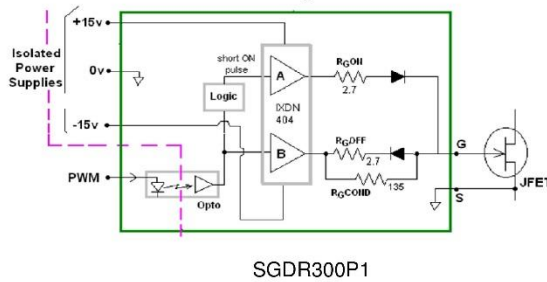 +15v
Isolated
Power
Supplies
0v
-15v
PWM
short ON
pulse
Logic
A
IXDN
404
B
Opto
RGON
2.7
RGOFF
2.7
RGCOND
135
G
S
JFET
SGDR300P1